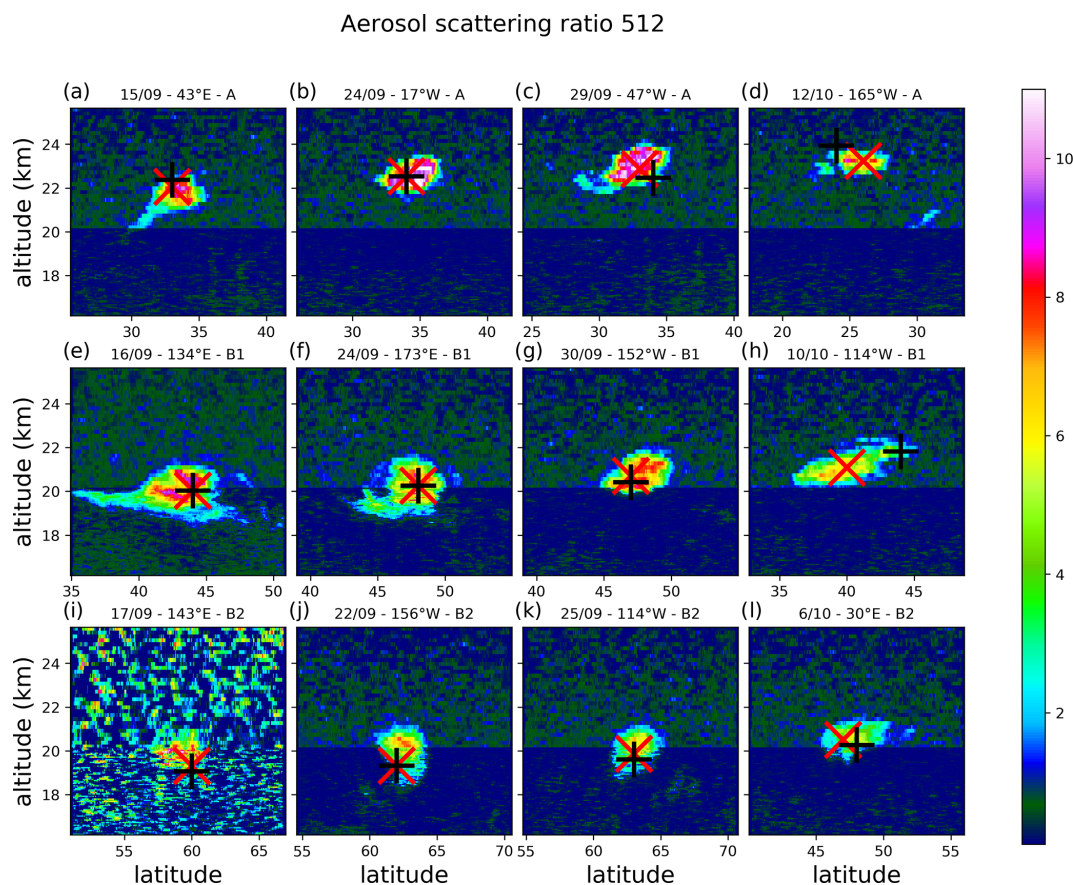 Aerosol scattering ratio 512
(a) 15/09 - 43°E - A
(b) 24/09 - 17°W - A
(c) 29/09 - 47°W - A
(d) 12/10 - 165°W - A
altitude (km)
24
22
20
18
30 35 40
30 35 40
25 30 35 40
20 25 30
(e) 16/09 - 134°E - B1
(f) 24/09 - 173°E - B1
(g) 30/09 - 152°W - B1
(h) 10/10 - 114°W - B1
altitude (km)
24
22
20
18
35 40 45 50
40 45 50
40 45 50
35 40 45
(i) 17/09 - 143°E - B2
(j) 22/09 - 156°W - B2
(k) 25/09 - 114°W - B2
(l) 6/10 - 30°E - B2
altitude (km)
24
22
20
18
55 60 65
55 60 65 70
55 60 65 70
45 50 55
latitude
latitude
latitude
latitude
10
8
6
4
2